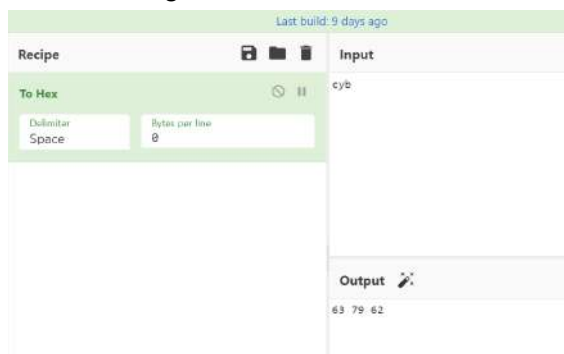 Last build: 9 days ago
Recipe
Input
To Hex
Delimiter
Space
Bytes per line
0
cyb
Output
63 79 62